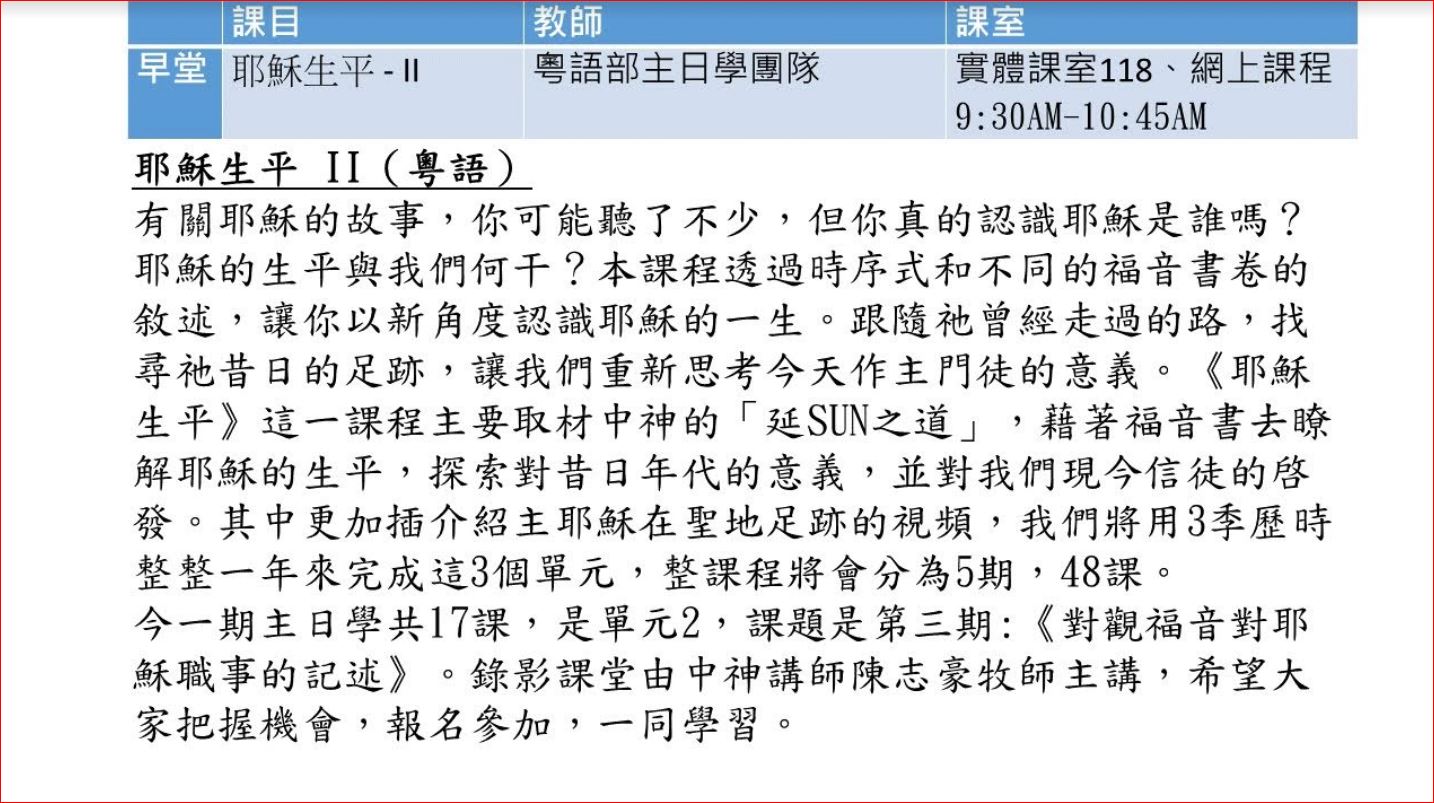 課目 教師 課室
早堂 耶穌生平 - II 粵語部主日學團隊 實體課室118、網上課程
9:30AM-10:45AM
耶穌生平 II（粵語）
有關耶穌的故事，你可能聽了不少，但你真的認識耶穌是誰嗎？
耶穌的生平與我們何干？本課程透過時序式和不同的福音書卷的
敘述，讓你以新角度認識耶穌的一生。跟隨祂曾經走過的路，找
尋祂昔日的足跡，讓我們重新思考今天作主門徒的意義。《耶穌
生平》這一課程主要取材中神的「延SUN之道」，藉著福音書去瞭
解耶穌的生平，探索對昔日年代的意義，並對我們現今信徒的啓
發。其中更加插介紹主耶穌在聖地足跡的視頻，我們將用3季歷時
整整一年來完成這3個單元，整課程將會分為5期，48課。
今一期主日學共17課，是單元2，課題是第三期:《對觀福音對耶
穌職事的記述》。錄影課堂由中神講師陳志豪牧師主講，希望大
家把握機會，報名參加，一同學習。